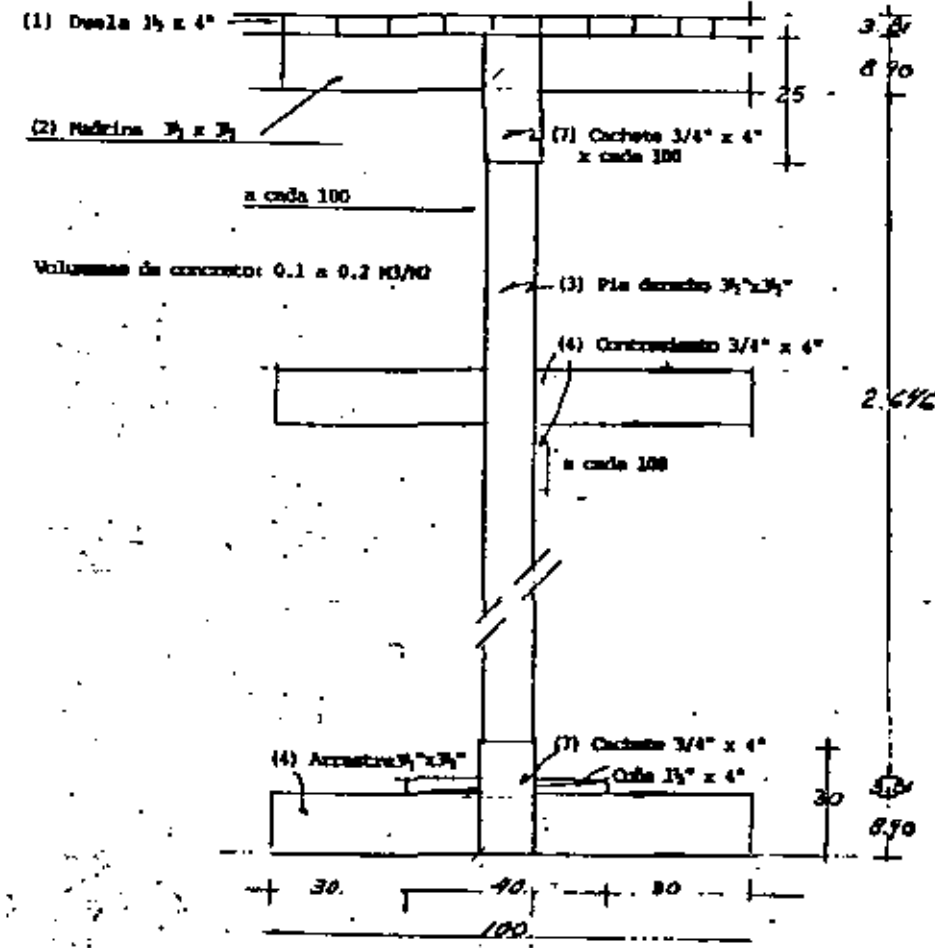 (1) Duela 1½ x 4"
3.81
8.90
25
(2) Madrina 3½ x 3½
(7) Cachete 3/4" x 4"
x cada 100
a cada 100
Volumenes de concreto: 0.1 a 0.2 M3/M2
(3) Pie derecho 3½"x3½"
(4) Contraviento 3/4" x 4"
2.646
a cada 100
(7) Cachete 3/4" x 4"
(4) Arrastre 3½"x3½"
Cuña 1½" x 4"
3.81
30
8.90
30
40
30
100